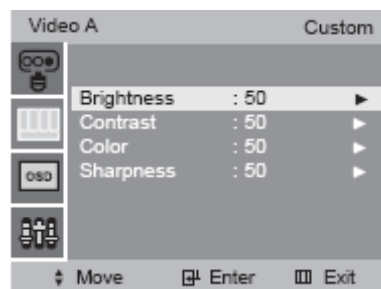 Video A Custom
Brightness : 50
Contrast : 50
Color : 50
Sharpness : 50
OSD
Move Enter Exit